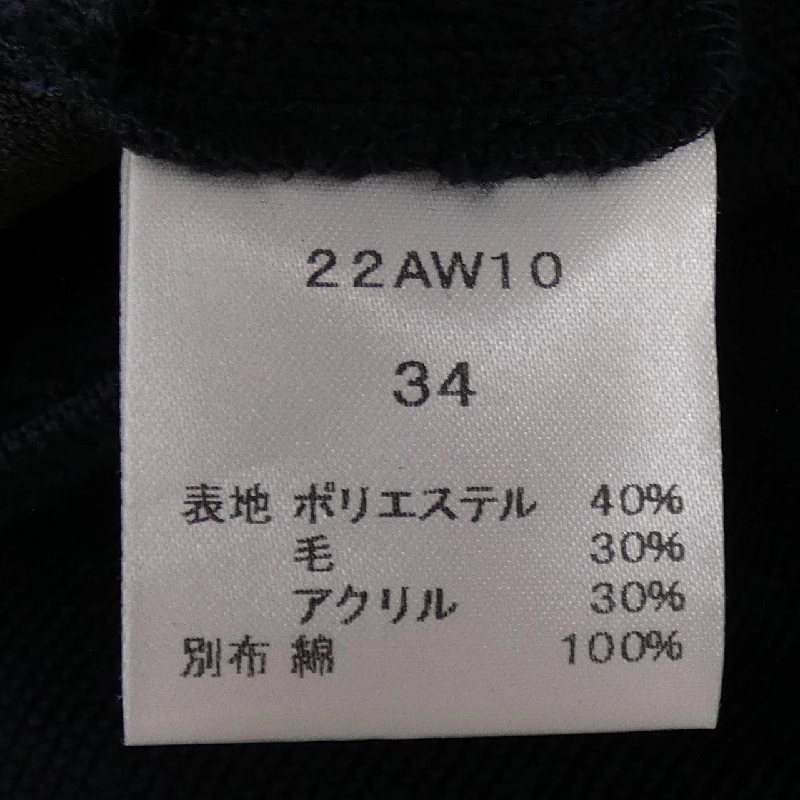 22AW10
34
表地 ポリエステル 40%
毛 30%
アクリル 30%
別布 綿 100%